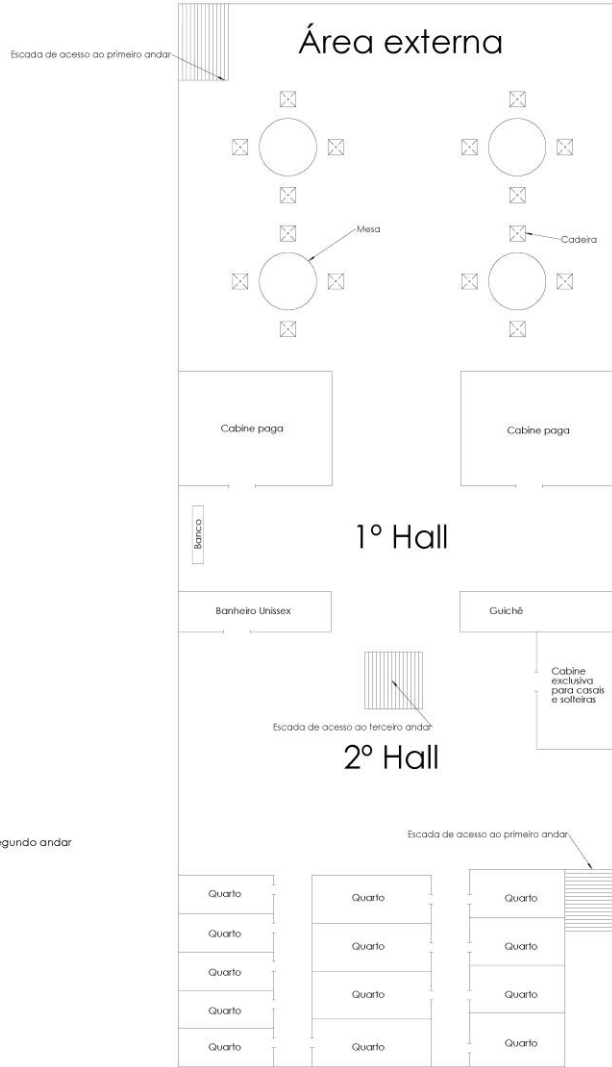 Área externa
Escada de acesso ao primeiro andar
Mesa
Cadeira
Cabine paga
Cabine paga
Banco
1º Hall
Banheiro Unissex
Guichê
Cabine
exclusiva
para casais
e solteiras
Escada de acesso ao terceiro andar
2º Hall
Escada de acesso ao primeiro andar
egundo andar
Quarto
Quarto
Quarto
Quarto
Quarto
Quarto
Quarto
Quarto
Quarto
Quarto
Quarto
Quarto
Quarto